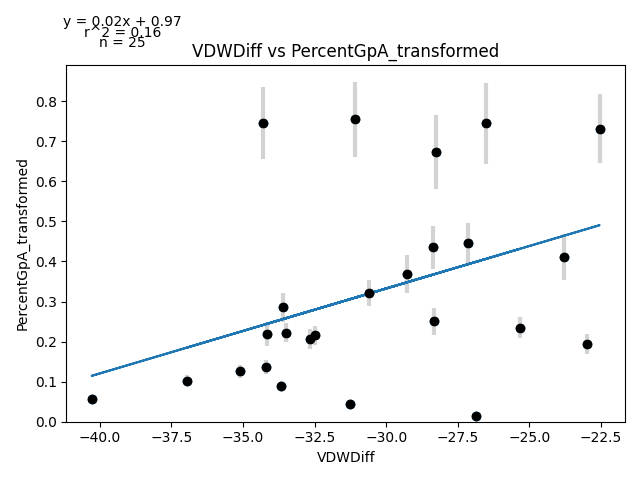 y = 0.02x + 0.97
r^2 = 0.16
n = 25
VDWDiff vs PercentGpA_transformed
PercentGpA_transformed
0.8
0.7
0.6
0.5
0.4
0.3
0.2
0.1
0.0
−40.0 −37.5 −35.0 −32.5 −30.0 −27.5 −25.0 −22.5
VDWDiff